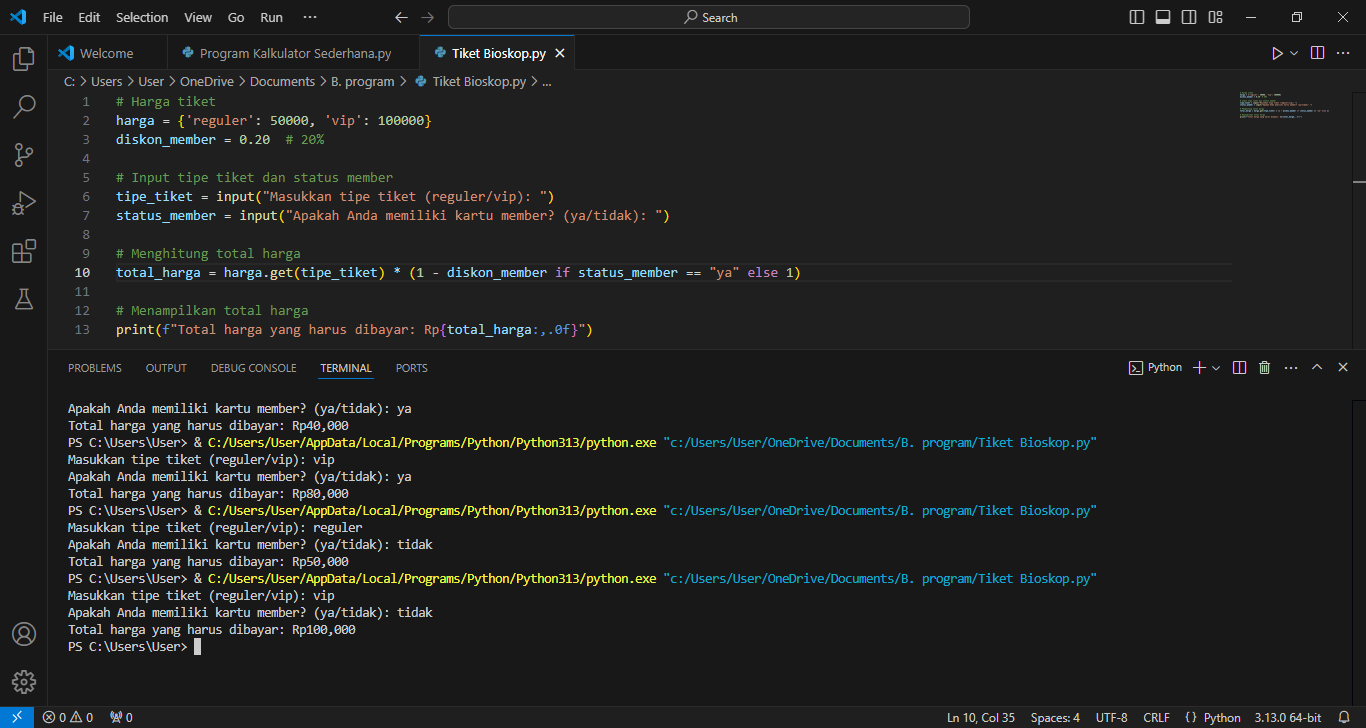 File Edit Selection View Go Run ··· Search
Welcome Program Kalkulator Sederhana.py Tiket Bioskop.py
C: > Users > User > OneDrive > Documents > B. program > Tiket Bioskop.py > ...
1 # Harga tiket
2 harga = {'reguler': 50000, 'vip': 100000}
3 diskon_member = 0.20  # 20%
4
5 # Input tipe tiket dan status member
6 tipe_tiket = input("Masukkan tipe tiket (reguler/vip): ")
7 status_member = input("Apakah Anda memiliki kartu member? (ya/tidak): ")
8
9 # Menghitung total harga
10 total_harga = harga.get(tipe_tiket) * (1 - diskon_member if status_member == "ya" else 1)
11
12 # Menampilkan total harga
13 print(f"Total harga yang harus dibayar: Rp{total_harga:,.0f}")
PROBLEMS OUTPUT DEBUG CONSOLE TERMINAL PORTS Python
Apakah Anda memiliki kartu member? (ya/tidak): ya
Total harga yang harus dibayar: Rp40,000
PS C:\Users\User> & C:/Users/User/AppData/Local/Programs/Python/Python313/python.exe "c:/Users/User/OneDrive/Documents/B. program/Tiket Bioskop.py"
Masukkan tipe tiket (reguler/vip): vip
Apakah Anda memiliki kartu member? (ya/tidak): ya
Total harga yang harus dibayar: Rp80,000
PS C:\Users\User> & C:/Users/User/AppData/Local/Programs/Python/Python313/python.exe "c:/Users/User/OneDrive/Documents/B. program/Tiket Bioskop.py"
Masukkan tipe tiket (reguler/vip): reguler
Apakah Anda memiliki kartu member? (ya/tidak): tidak
Total harga yang harus dibayar: Rp50,000
PS C:\Users\User> & C:/Users/User/AppData/Local/Programs/Python/Python313/python.exe "c:/Users/User/OneDrive/Documents/B. program/Tiket Bioskop.py"
Masukkan tipe tiket (reguler/vip): vip
Apakah Anda memiliki kartu member? (ya/tidak): tidak
Total harga yang harus dibayar: Rp100,000
PS C:\Users\User>
0 0 0 Ln 10, Col 35 Spaces: 4 UTF-8 CRLF {} Python 3.13.0 64-bit